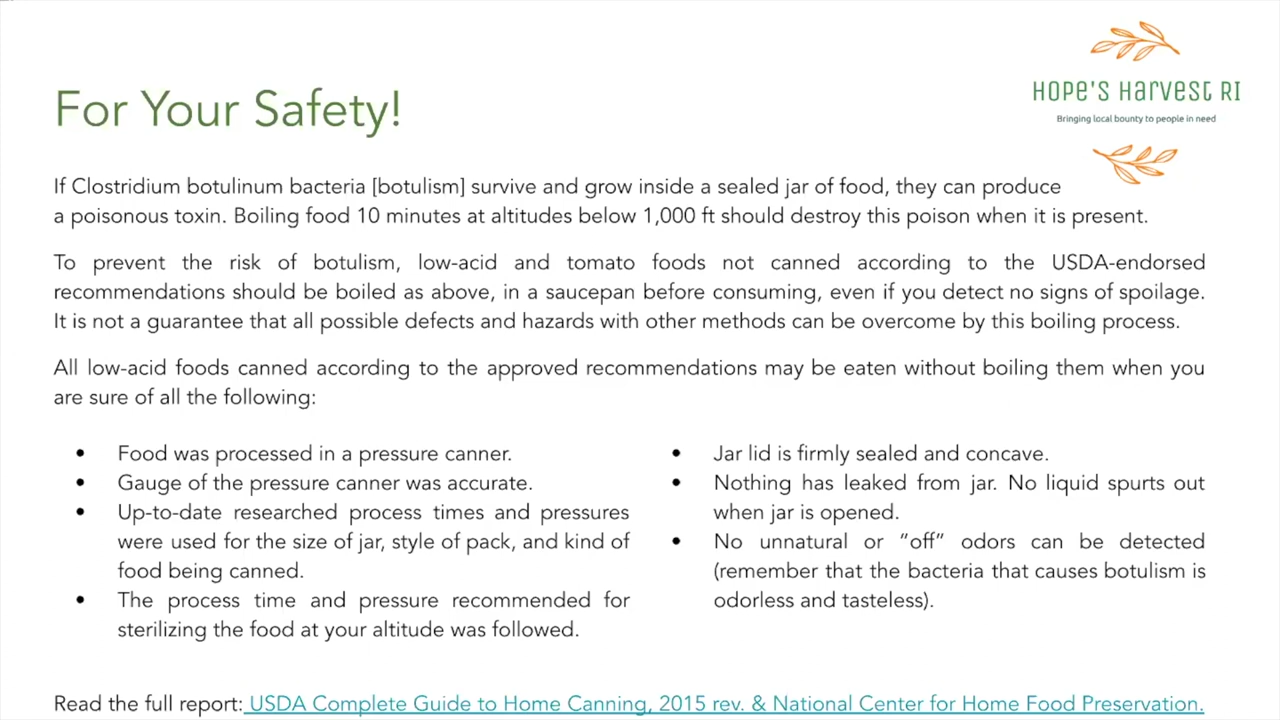 For Your Safety!
HOPE'S HARVEST RI
Bringing local bounty to people in need
If Clostridium botulinum bacteria [botulism] survive and grow inside a sealed jar of food, they can produce
a poisonous toxin. Boiling food 10 minutes at altitudes below 1,000 ft should destroy this poison when it is present.
To prevent the risk of botulism, low-acid and tomato foods not canned according to the USDA-endorsed
recommendations should be boiled as above, in a saucepan before consuming, even if you detect no signs of spoilage.
It is not a guarantee that all possible defects and hazards with other methods can be overcome by this boiling process.
All low-acid foods canned according to the approved recommendations may be eaten without boiling them when you
are sure of all the following:
• Food was processed in a pressure canner.
• Gauge of the pressure canner was accurate.
• Up-to-date researched process times and pressures
were used for the size of jar, style of pack, and kind of
food being canned.
• The process time and pressure recommended for
sterilizing the food at your altitude was followed.
• Jar lid is firmly sealed and concave.
• Nothing has leaked from jar. No liquid spurts out
when jar is opened.
• No unnatural or “off” odors can be detected
(remember that the bacteria that causes botulism is
odorless and tasteless).
Read the full report: USDA Complete Guide to Home Canning, 2015 rev. & National Center for Home Food Preservation.